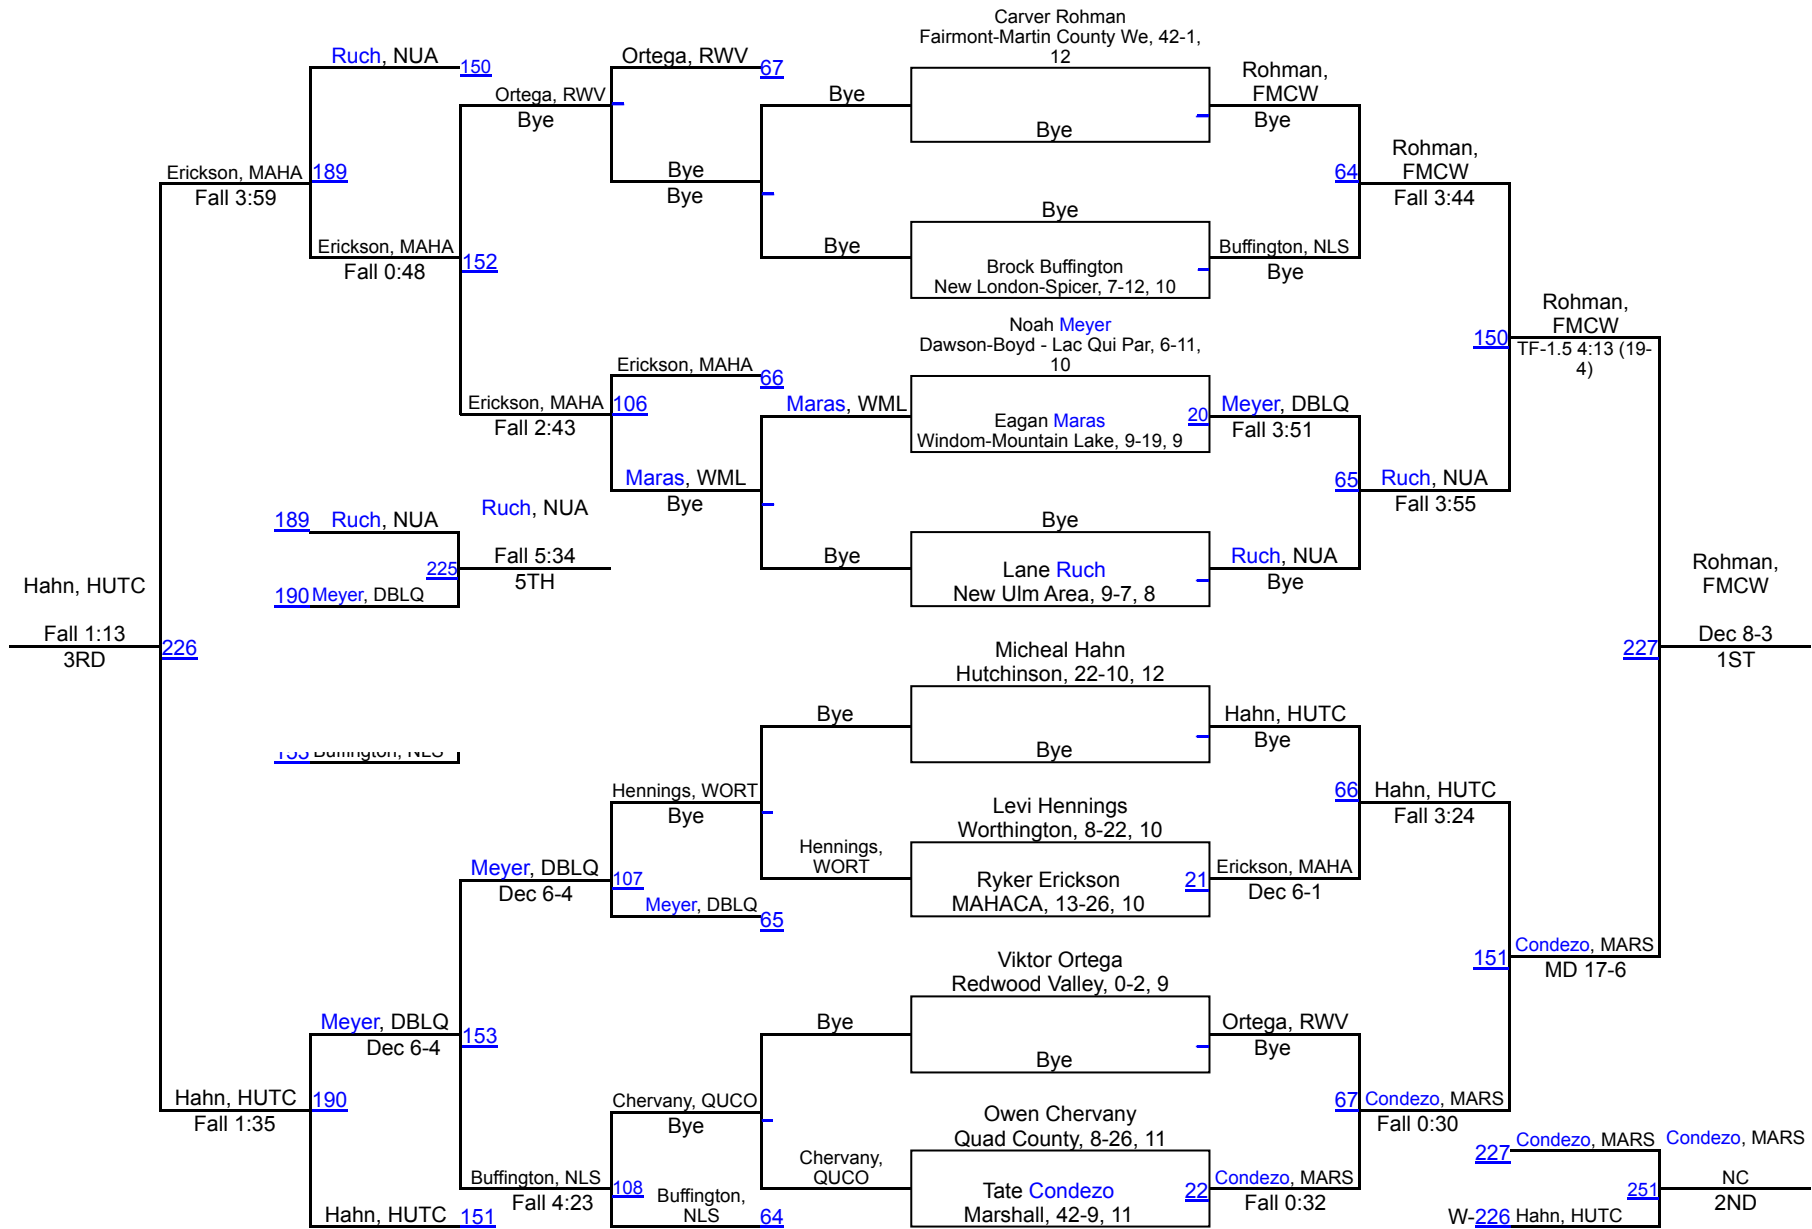 Carver Rohman
Fairmont-Martin County We, 42-1,
12
Ruch, NUA
150
Ortega, RWV
67
Rohman,
FMCW
Bye
Ortega, RWV
Bye
Bye
Bye
Rohman,
FMCW
Fall 3:44
64
Erickson, MAHA
Fall 3:59
189
Bye
Bye
Bye
Bye
Brock Buffington
New London-Spicer, 7-12, 10
Buffington, NLS
Bye
Erickson, MAHA
Fall 0:48
152
Rohman,
FMCW
TF-1.5 4:13 (19-
4)
150
Noah Meyer
Dawson-Boyd - Lac Qui Par, 6-11,
10
Erickson, MAHA
66
Erickson, MAHA
Fall 2:43
106
Maras, WML
Eagan Maras
Windom-Mountain Lake, 9-19, 9
20
Meyer, DBLQ
Fall 3:51
Maras, WML
Bye
65
Ruch, NUA
Fall 3:55
189
Ruch, NUA
Ruch, NUA
Fall 5:34
5TH
225
190
Meyer, DBLQ
Bye
Bye
Lane Ruch
New Ulm Area, 9-7, 8
Ruch, NUA
Bye
Hahn, HUTC
Fall 1:13
3RD
226
Rohman,
FMCW
Dec 8-3
1ST
227
Micheal Hahn
Hutchinson, 22-10, 12
Bye
Bye
Hahn, HUTC
Bye
153
Buffington, NLS
Hennings, WORT
Bye
Levi Hennings
Worthington, 8-22, 10
66
Hahn, HUTC
Fall 3:24
Hennings,
WORT
Ryker Erickson
MAHACA, 13-26, 10
21
Erickson, MAHA
Dec 6-1
Meyer, DBLQ
Dec 6-4
107
Meyer, DBLQ
65
Viktor Ortega
Redwood Valley, 0-2, 9
151
Condezo, MARS
MD 17-6
Bye
Bye
Ortega, RWV
Bye
Meyer, DBLQ
Dec 6-4
153
Hahn, HUTC
Fall 1:35
190
Chervany, QUCO
Bye
Owen Chervany
Quad County, 8-26, 11
67
Condezo, MARS
Fall 0:30
Chervany,
QUCO
Tate Condezo
Marshall, 42-9, 11
22
Condezo, MARS
Fall 0:32
Buffington, NLS
Fall 4:23
108
Buffington,
NLS
64
Hahn, HUTC
151
227
Condezo, MARS
Condezo, MARS
NC
2ND
251
W-226
Hahn, HUTC